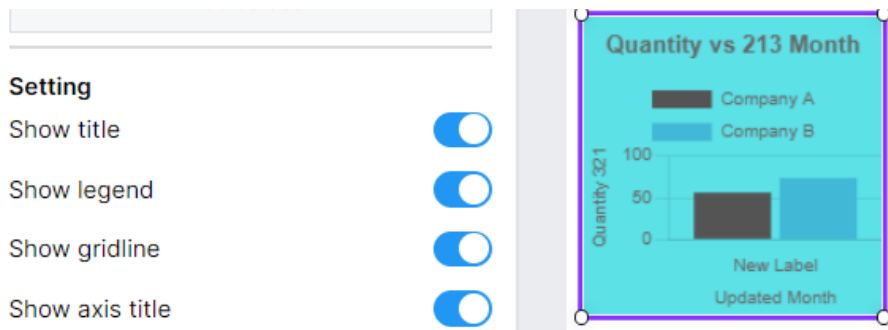 Setting
Show title
Show legend
Show gridline
Show axis title
Quantity vs 213 Month
Company A
Company B
Quantity 321
100
50
0
New Label
Updated Month